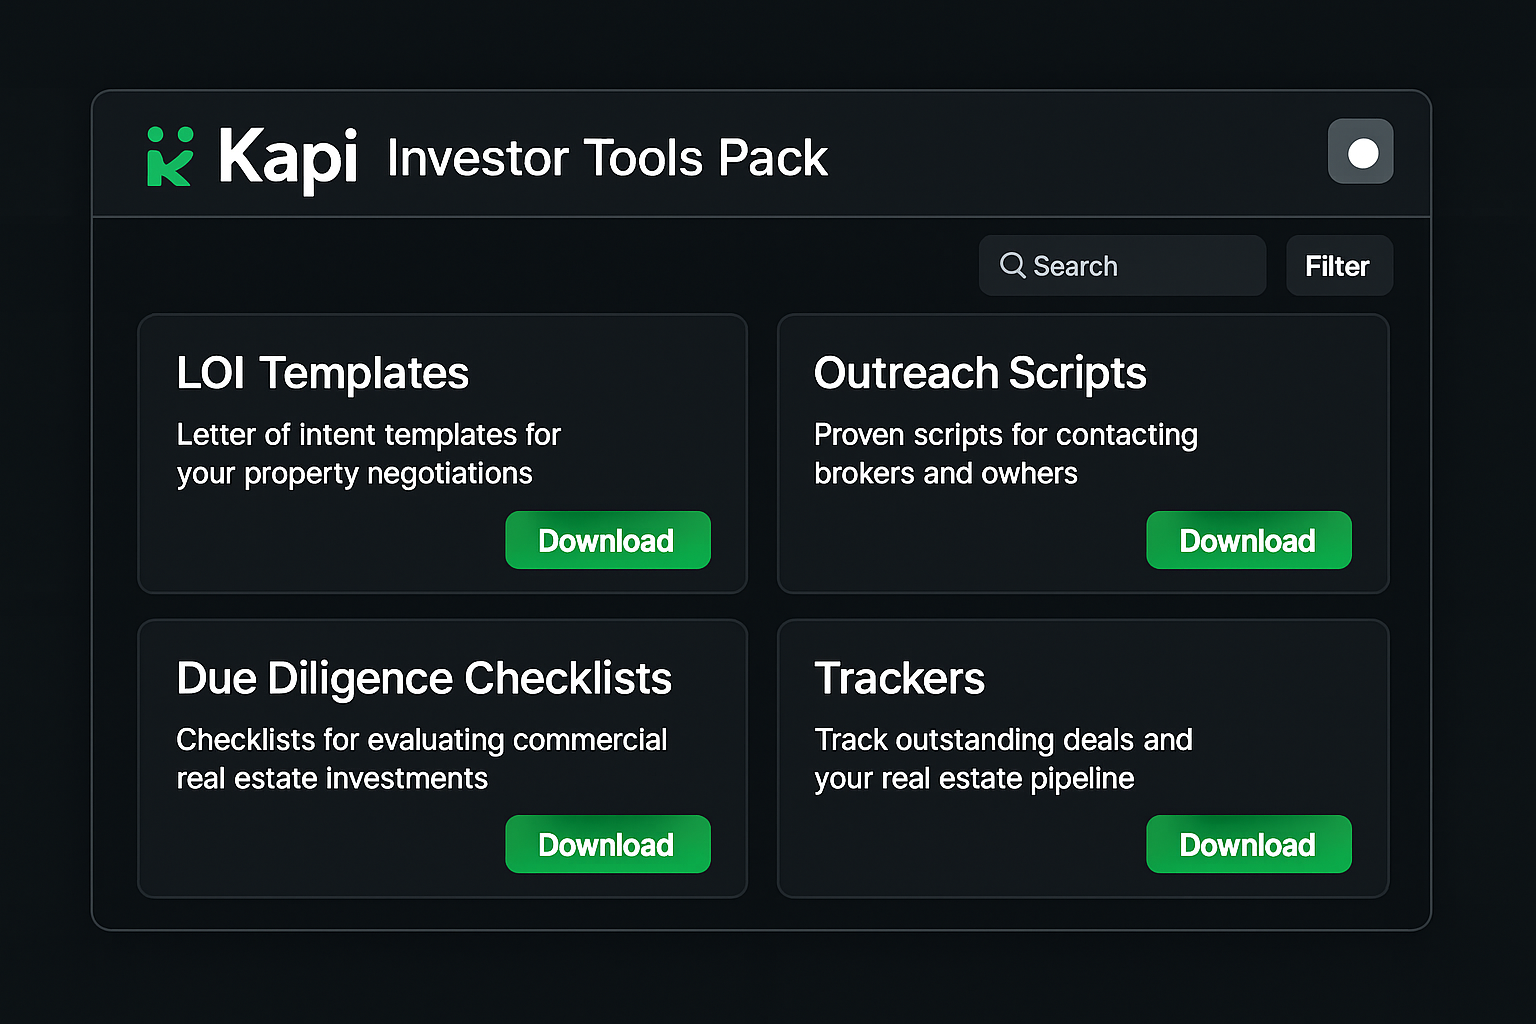 Kapi Investor Tools Pack
Search
Filter
LOI Templates
Letter of intent templates for
your property negotiations
Download
Outreach Scripts
Proven scripts for contacting
brokers and owhers
Download
Due Diligence Checklists
Checklists for evaluating commercial
real estate investments
Download
Trackers
Track outstanding deals and
your real estate pipeline
Download